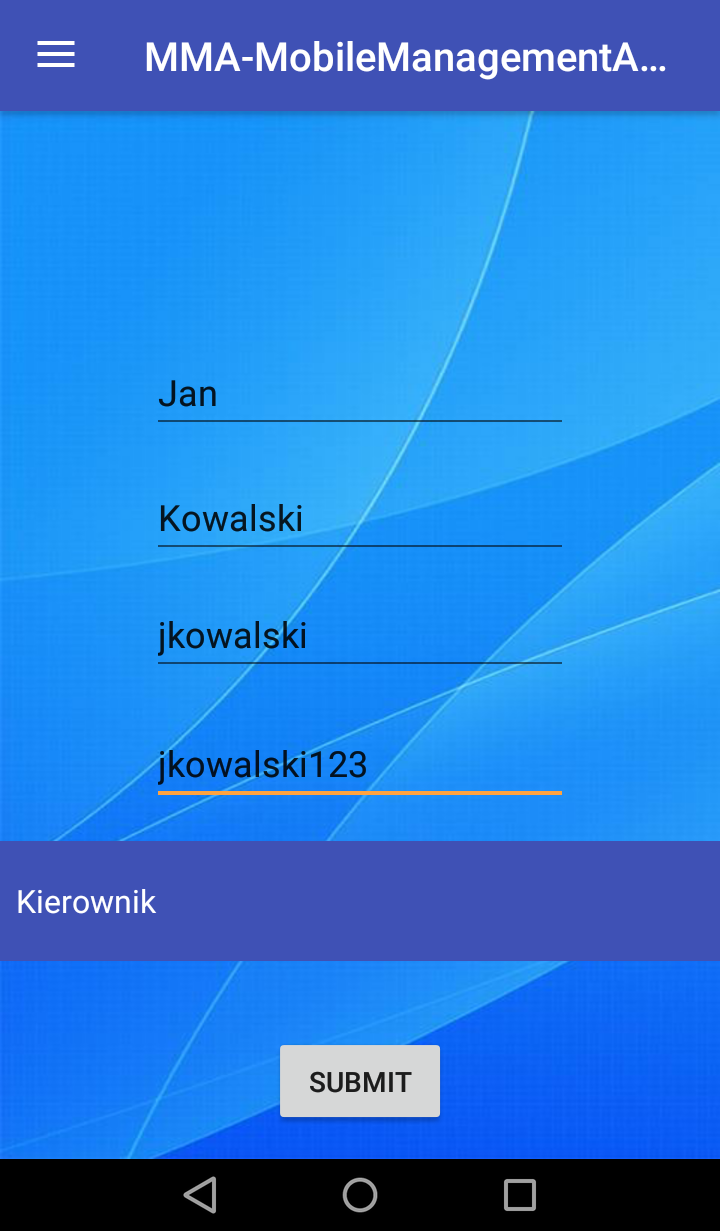 MMA-MobileManagementA...
Jan
Kowalski
jkowalski
jkowalski123
Kierownik
SUBMIT